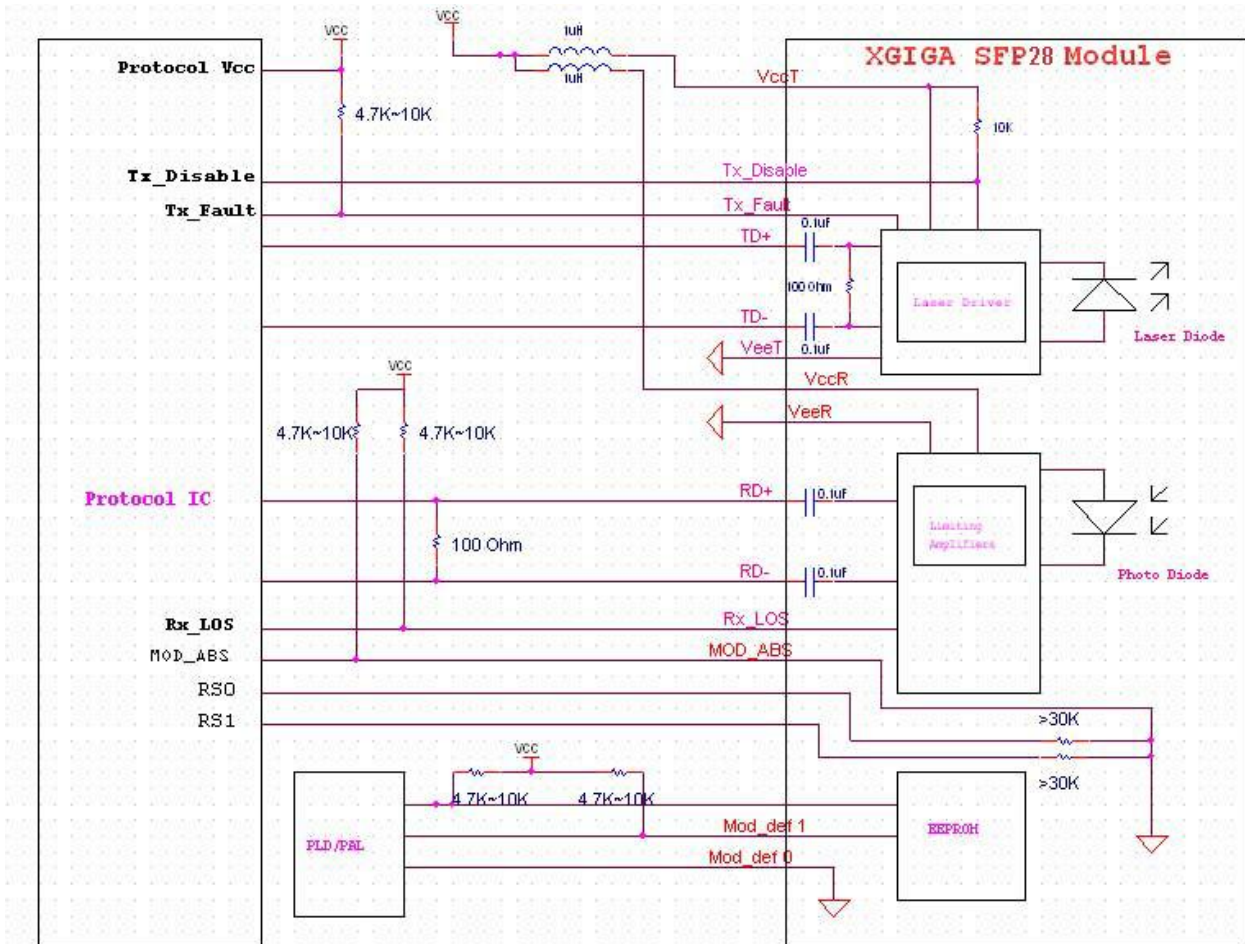 VCC
VCC
1uH
1uH
XGIGA SFP28 Module
Protocol Vcc
VccT
4.7K~10K
10K
Tx_Disable
Tx_Disable
Tx_Fault
Tx_Fault
0.1uf
TD+
100 Ohm
Laser Driver
TD-
Laser Diode
VeeT
0.1uf
VCC
VccR
VeeR
4.7K~10K
4.7K~10K
Protocol IC
RD+
0.1uf
Limiting
Amplifiers
100 Ohm
RD-
0.1uf
Photo Diode
Rx_LOS
Rx_LOS
MOD_ABS
MOD_ABS
RS0
RS1
>30K
VCC
>30K
4.7K~10K
4.7K~10K
Mod_def 1
EEPROM
PLD/PAL
Mod_def 0